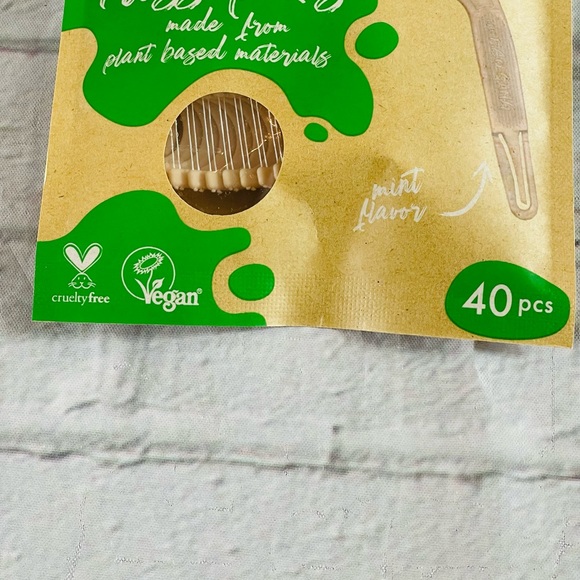 made from
plant based materials
mint
flavor
crueltyfree
Vegan®
40 pcs